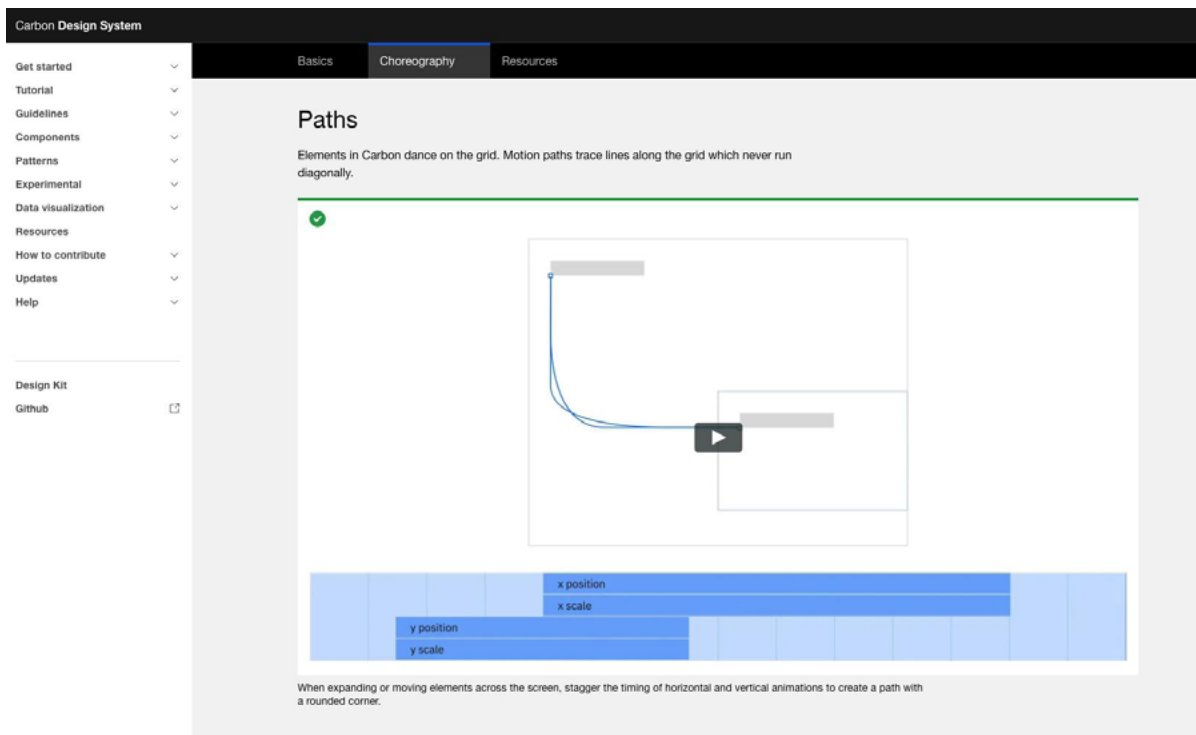 Carbon Design System
Get started
Tutorial
Guidelines
Components
Patterns
Experimental
Data visualization
Resources
How to contribute
Updates
Help
Design Kit
Github
Basics
Choreography
Resources
Paths
Elements in Carbon dance on the grid. Motion paths trace lines along the grid which never run
diagonally.
x position
x scale
y position
y scale
When expanding or moving elements across the screen, stagger the timing of horizontal and vertical animations to create a path with
a rounded corner.